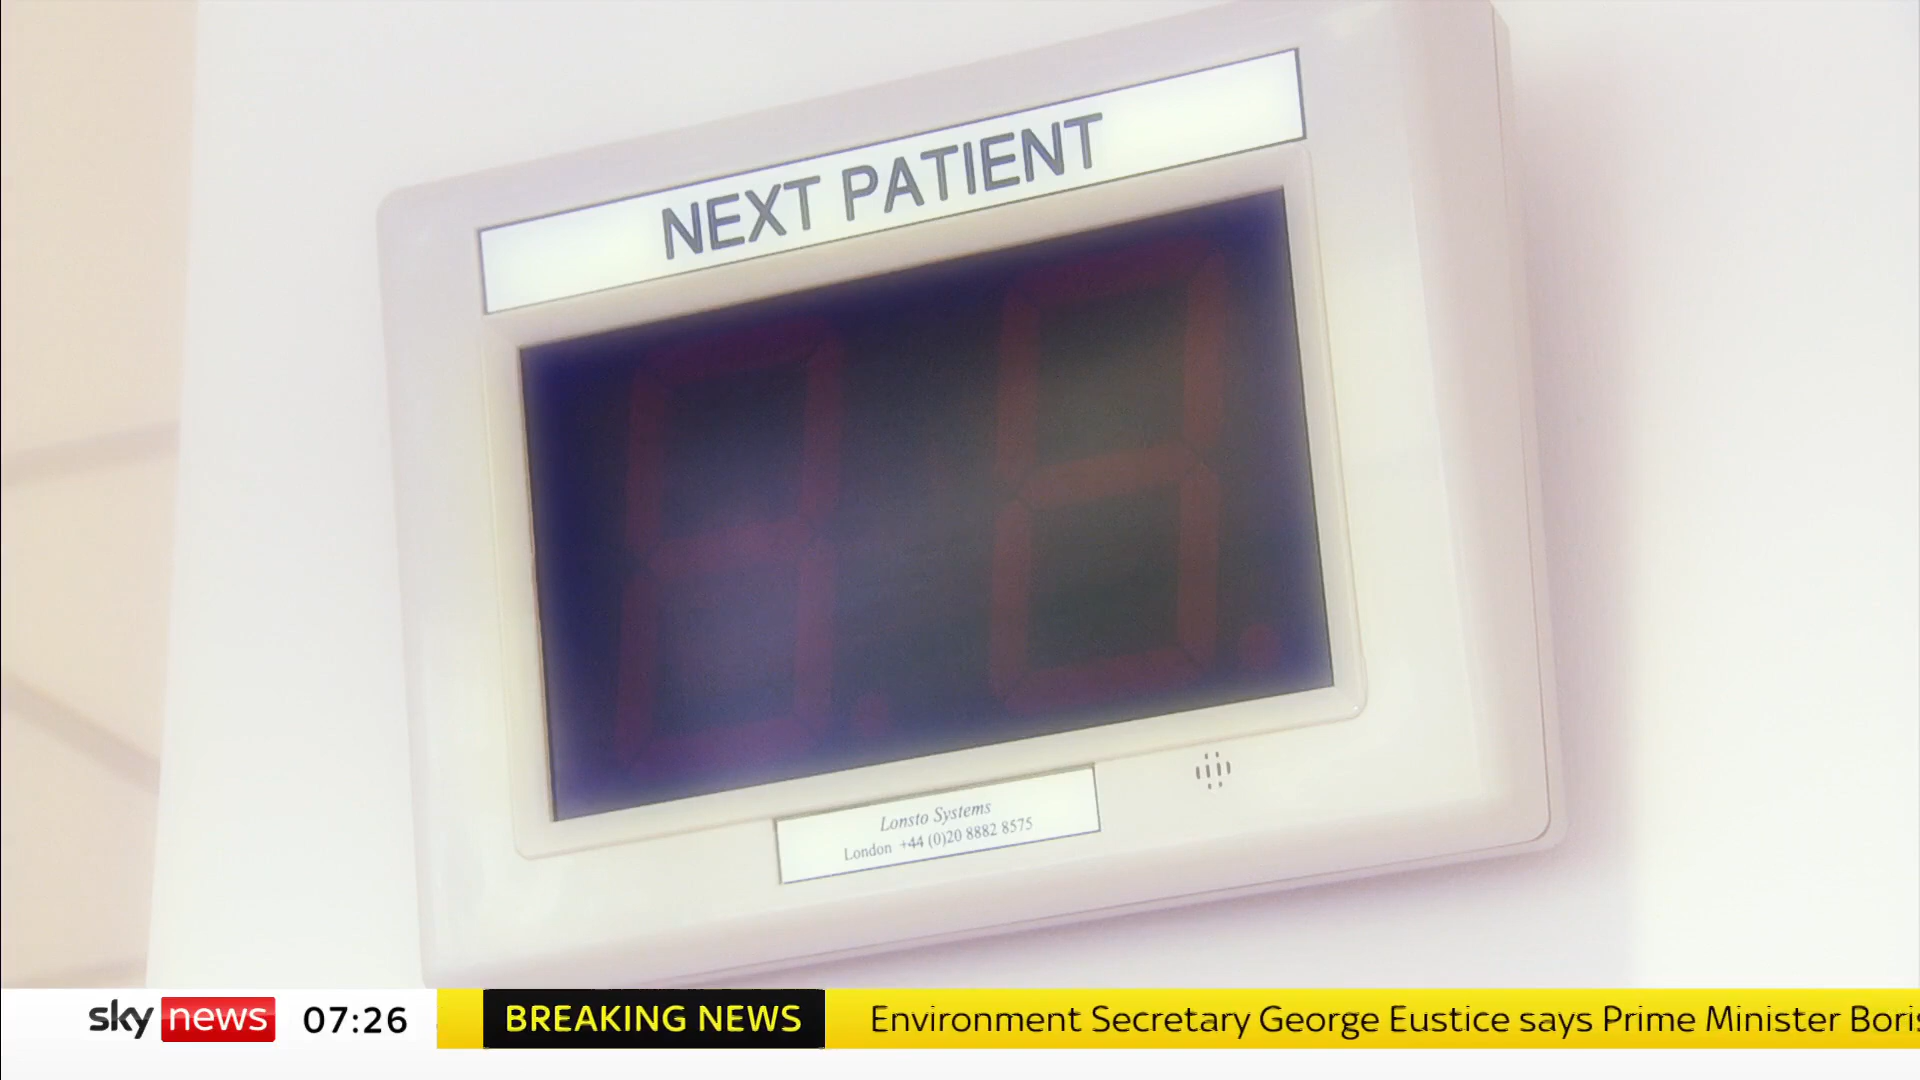 NEXT PATIENT
Lonsto Systems
London +44 (0)20 8882 8575
sky news 07:26 BREAKING NEWS Environment Secretary George Eustice says Prime Minister Boris